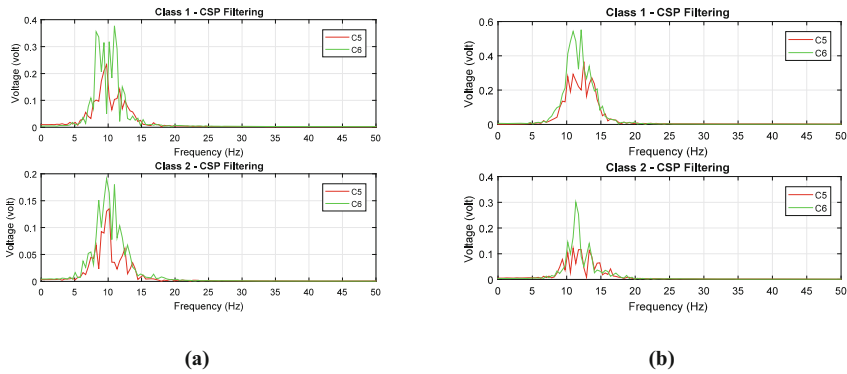 Class 1 - CSP Filtering
0.4
0.3
0.2
0.1
0
Voltage (volt)
C5
C6
0 5 10 15 20 25 30 35 40 45 50
Frequency (Hz)
Class 2 - CSP Filtering
0.2
0.15
0.1
0.05
0
Voltage (volt)
C5
C6
0 5 10 15 20 25 30 35 40 45 50
Frequency (Hz)
(a)
Class 1 - CSP Filtering
0.6
0.4
0.2
0
Voltage (volt)
C5
C6
0 5 10 15 20 25 30 35 40 45 50
Frequency (Hz)
Class 2 - CSP Filtering
0.4
0.3
0.2
0.1
0
Voltage (volt)
C5
C6
0 5 10 15 20 25 30 35 40 45 50
Frequency (Hz)
(b)